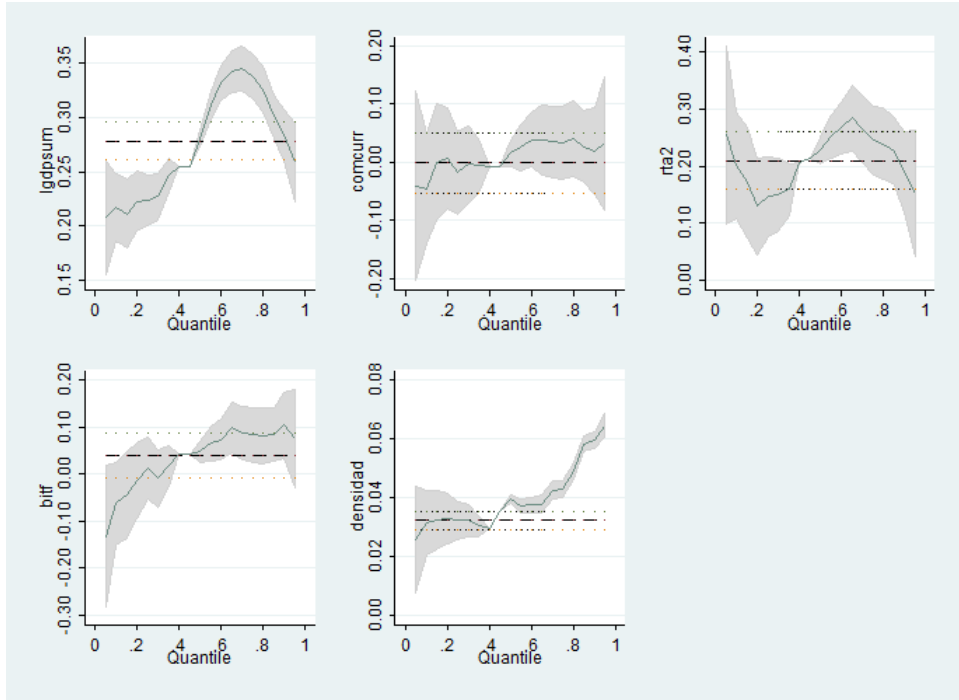 lgdpsum
0.15 0.20 0.25 0.30 0.35
0 .2 .4 .6 .8 1
Quantile
comcurr
-0.20 -0.10 0.00 0.10 0.20
0 .2 .4 .6 .8 1
Quantile
rta2
0.00 0.10 0.20 0.30 0.40
0 .2 .4 .6 .8 1
Quantile
-0.30 -0.20 -0.10 0.00 0.10 0.20
0 .2 .4 .6 .8 1
Quantile
densidad
0.00 0.02 0.04 0.06 0.08
0 .2 .4 .6 .8 1
Quantile